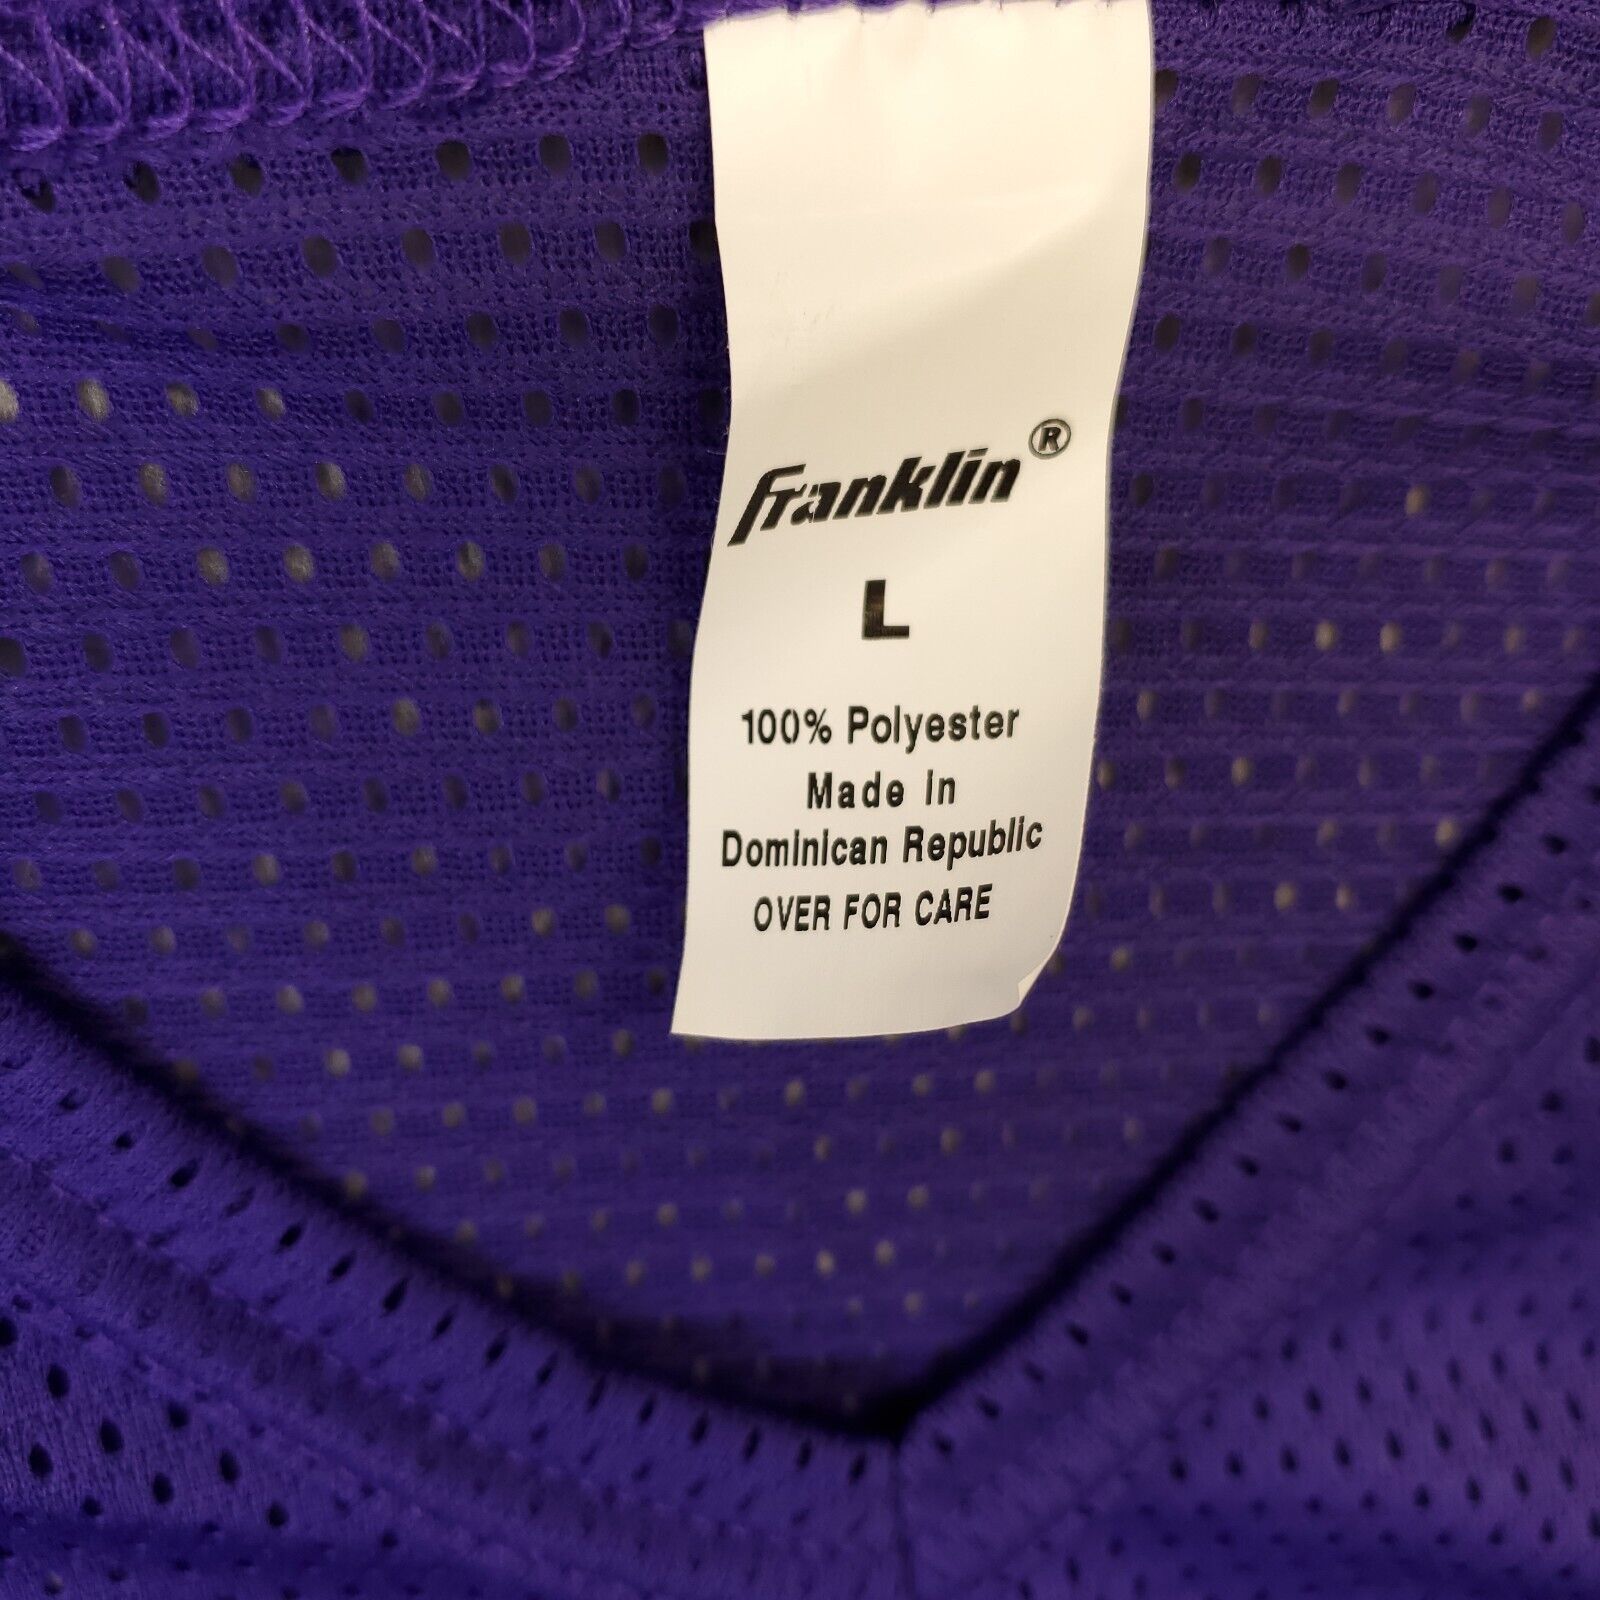 Franklin®
L
100% Polyester
Made in
Dominican Republic
OVER FOR CARE